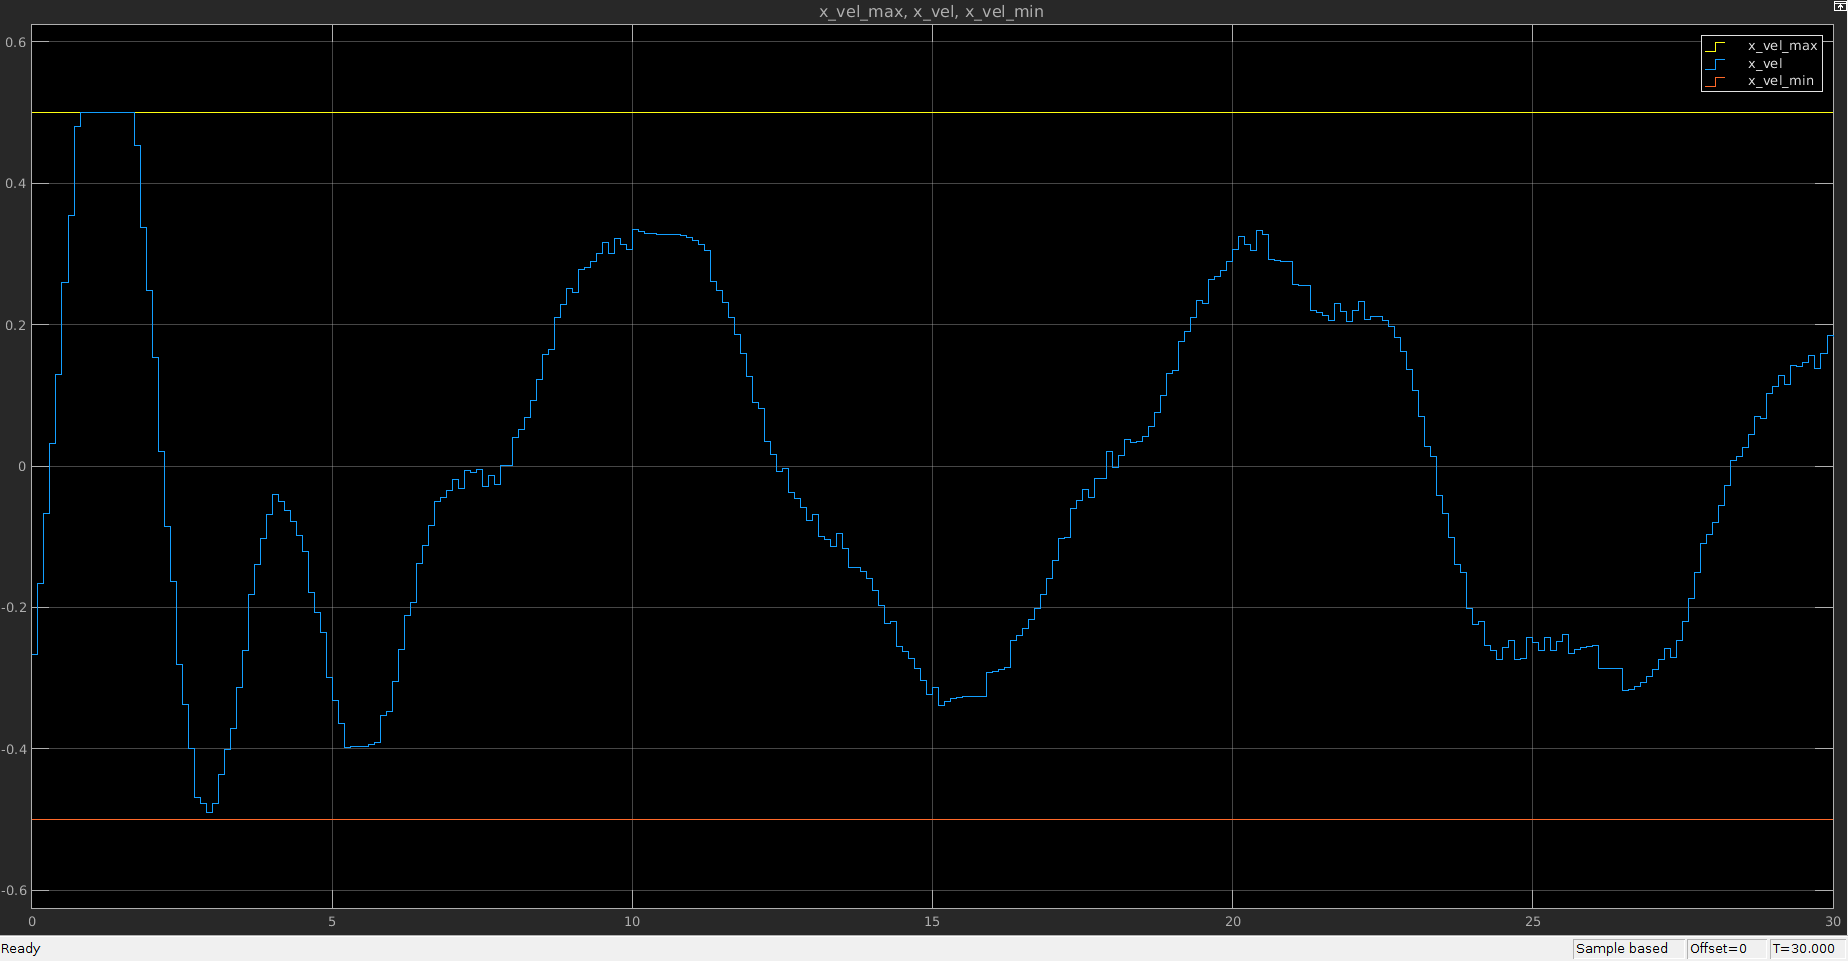 x_vel_max, x_vel, x_vel_min
x_vel_max
x_vel
x_vel_min
0.6
0.4
0.2
0
-0.2
-0.4
-0.6
0 5 10 15 20 25 30
Ready Sample based Offset=0 T=30.000